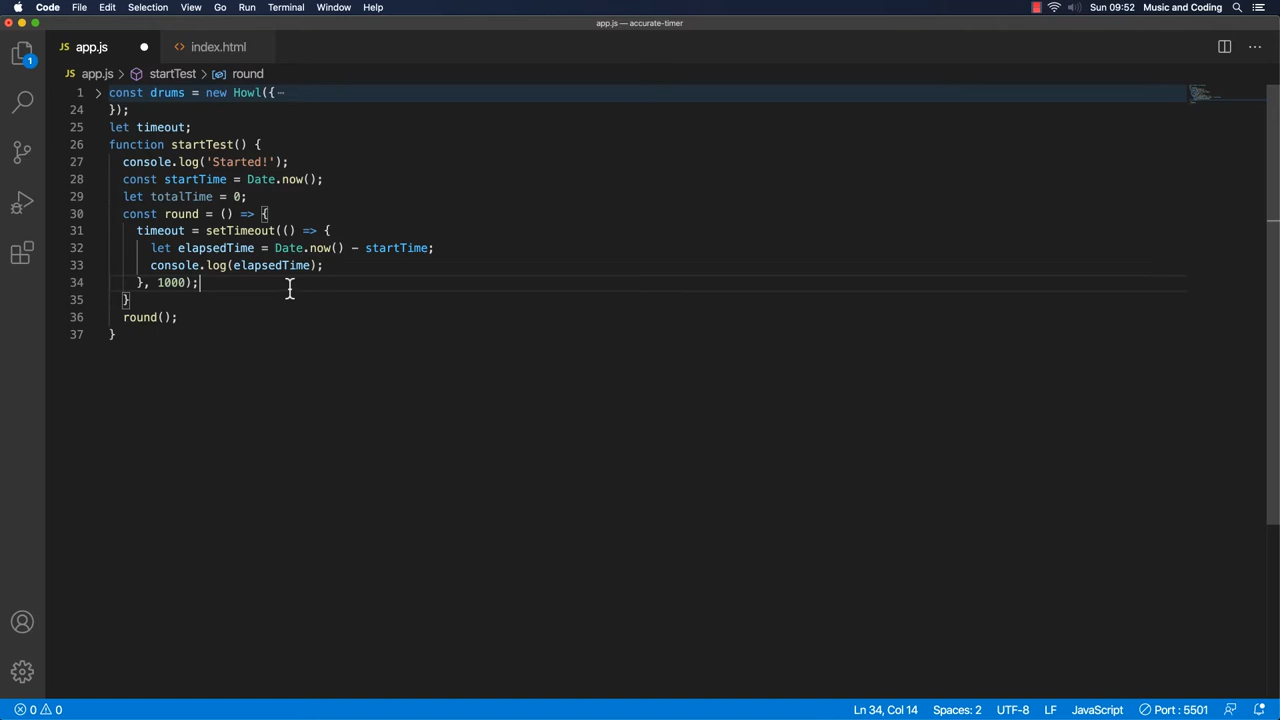 Code File Edit Selection View Go Run Terminal Window Help Sun 09:52 Music and Coding
app.js — accurate-timer
JS app.js index.html
JS app.js startTest round
1 const drums = new Howl({
24 });
25 let timeout;
26 function startTest() {
27 console.log('Started!');
28 const startTime = Date.now();
29 let totalTime = 0;
30 const round = () => {
31 timeout = setTimeout(() => {
32 let elapsedTime = Date.now() - startTime;
33 console.log(elapsedTime);
34 }, 1000);
35 }
36 round();
37 }
1
0 0 Ln 34, Col 14 Spaces: 2 UTF-8 LF JavaScript Port : 5501